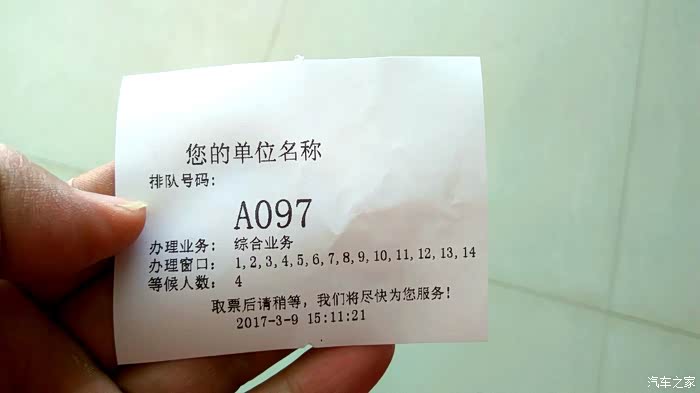 您的单位名称
排队号码:
A097
办理业务: 综合业务
办理窗口: 1,2,3,4,5,6,7,8,9,10,11,12,13,14
等候人数: 4
取票后请稍等，我们将尽快为您服务！
2017-3-9 15:11:21
汽车之家